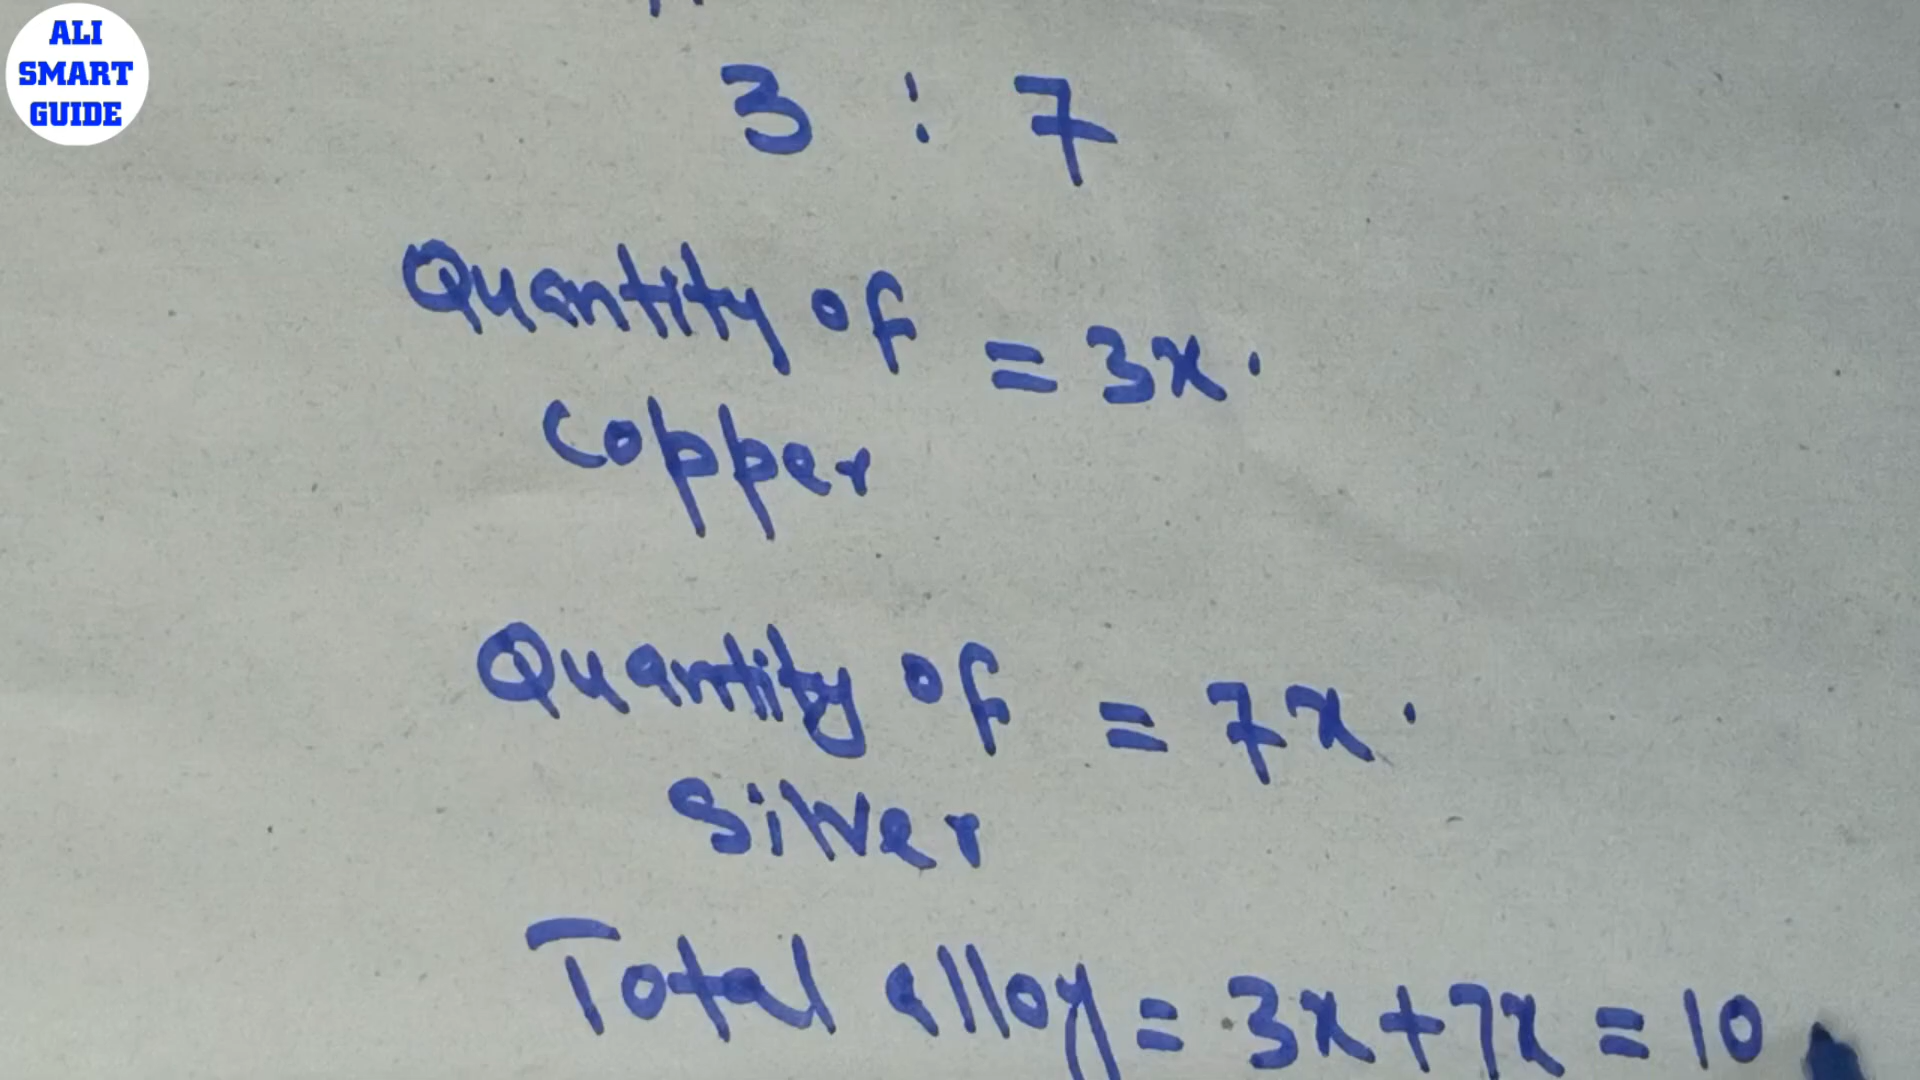 ALI
SMART
GUIDE
3 : 7
Quantity of = 3x.
Copper
Quantity of = 7x.
Silver
Total alloy = 3x+7x = 10